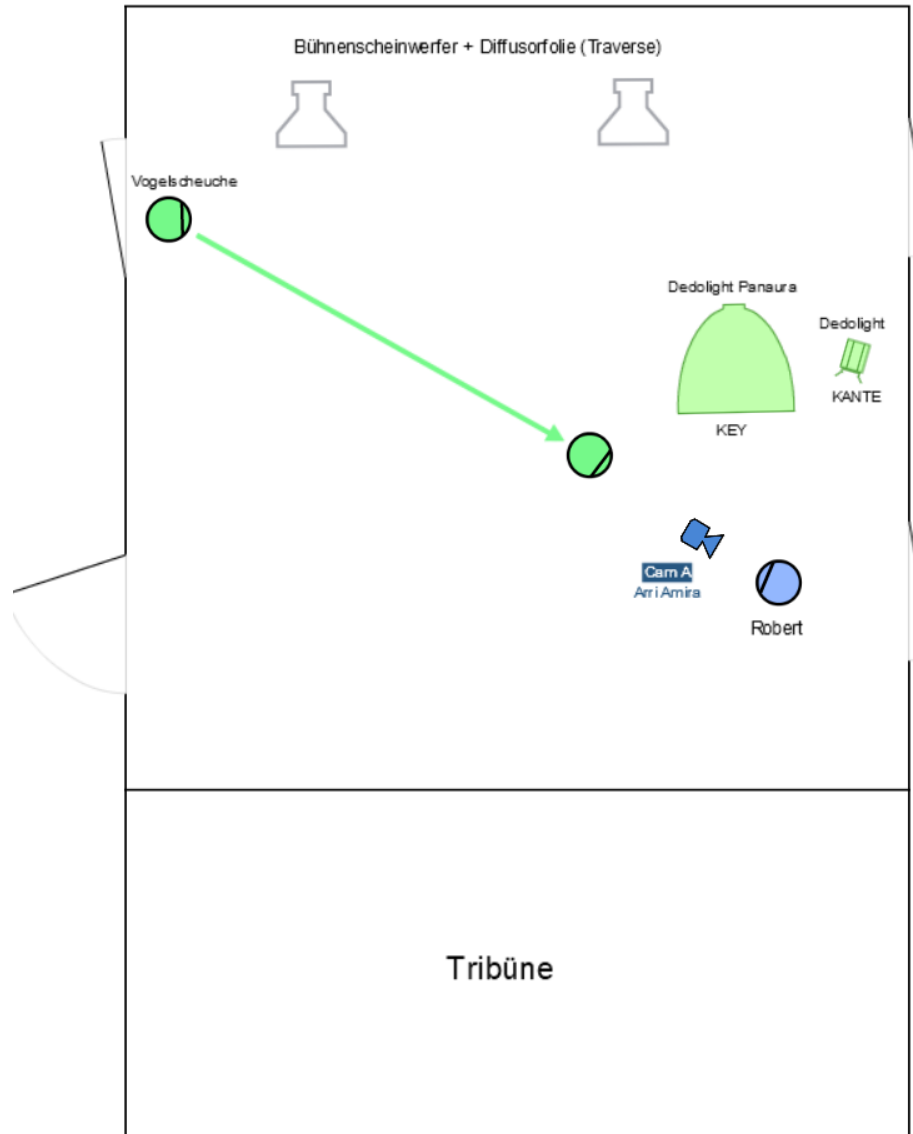 Bühnenscheinwerfer + Diffusorfolie (Traverse)
Vogelscheuche
Dedolight Panaura
Dedolight
KANTE
KEY
Cam A
Arri Amira
Robert
Tribüne